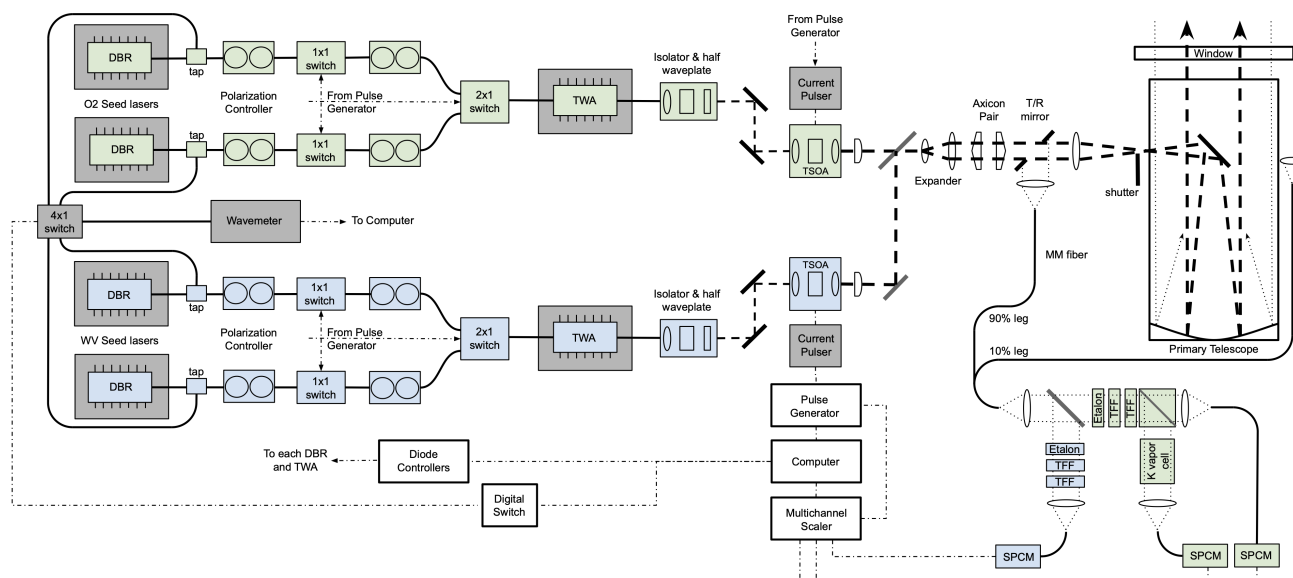 From Pulse
Generator
Window
DBR
tap
1x1
switch
Isolator & half
waveplate
Current
Pulser
Axicon
Pair
T/R
mirror
O2 Seed lasers
Polarization
Controller
From Pulse
Generator
2x1
switch
TWA
tap
DBR
1x1
switch
TSOA
Expander
shutter
4x1
switch
Wavemeter
To Computer
MM fiber
DBR
tap
1x1
switch
Isolator & half
waveplate
TSOA
WV Seed lasers
Polarization
Controller
From Pulse
Generator
2x1
switch
TWA
90% leg
10% leg
Primary Telescope
tap
DBR
1x1
switch
Current
Pulser
Pulse
Generator
Etalon
TFF
TFF
To each DBR
and TWA
Diode
Controllers
Computer
Etalon
TFF
TFF
K vapor
cell
Digital
Switch
Multichannel
Scaler
SPCM
SPCM
SPCM